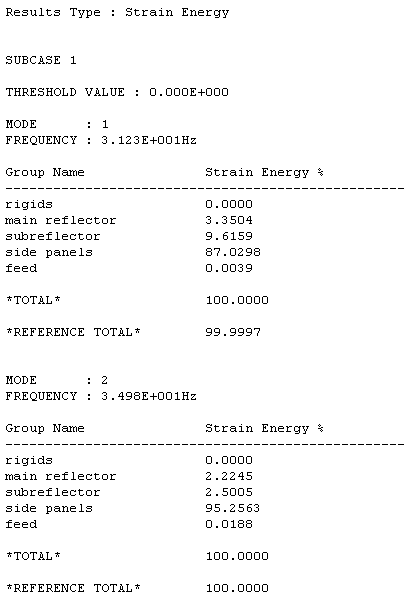 Results Type : Strain Energy
SUBCASE 1
THRESHOLD VALUE : 0.000E+000
MODE      : 1
FREQUENCY : 3.123E+001Hz
Group Name               Strain Energy %
--------------------------------------------------
rigids                   0.0000
main reflector           3.3504
subreflector             9.6159
side panels              87.0298
feed                     0.0039
*TOTAL*                  100.0000
*REFERENCE TOTAL*        99.9997
MODE      : 2
FREQUENCY : 3.498E+001Hz
Group Name               Strain Energy %
--------------------------------------------------
rigids                   0.0000
main reflector           2.2245
subreflector             2.5005
side panels              95.2563
feed                     0.0188
*TOTAL*                  100.0000
*REFERENCE TOTAL*        100.0000